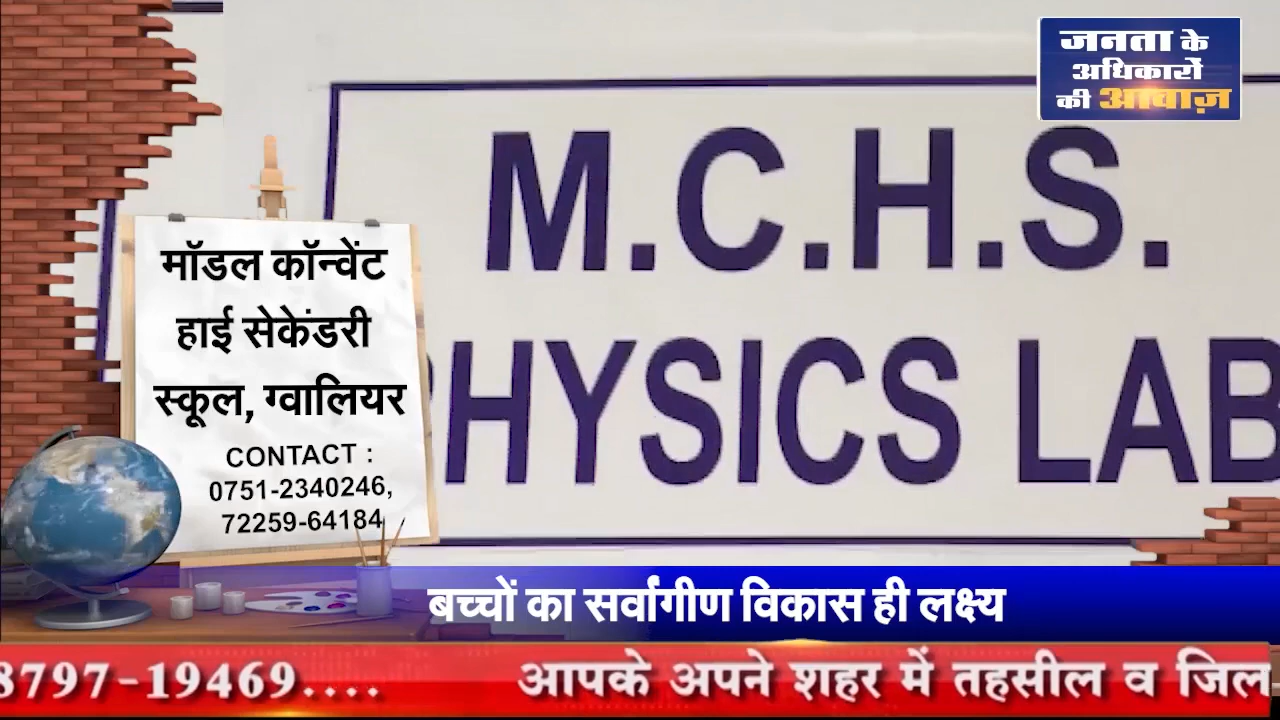 जनता के
अधिकारों
की आवाज़
M.C.H.S.
PHYSICS LAB
मॉडल कॉन्वेंट
हाई सेकेंडरी
स्कूल, ग्वालियर
CONTACT :
0751-2340246,
72259-64184
बच्चों का सर्वांगीण विकास ही लक्ष्य
8797-19469.... आपके अपने शहर में तहसील व जिल